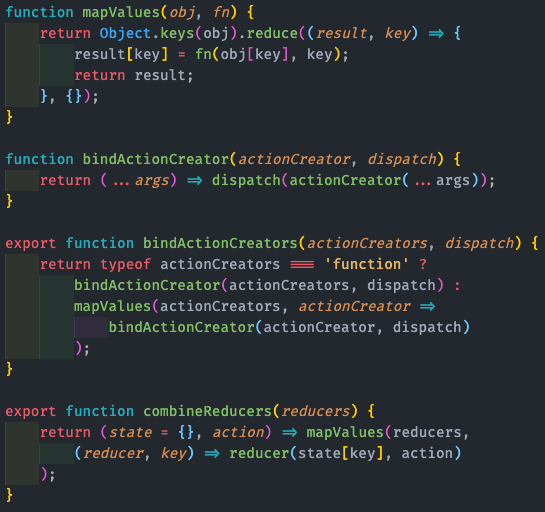 function mapValues(obj, fn) {
    return Object.keys(obj).reduce((result, key) => {
        result[key] = fn(obj[key], key);
        return result;
    }, {});
}

function bindActionCreator(actionCreator, dispatch) {
    return (...args) => dispatch(actionCreator(...args));
}

export function bindActionCreators(actionCreators, dispatch) {
    return typeof actionCreators === 'function' ?
        bindActionCreator(actionCreators, dispatch) :
        mapValues(actionCreators, actionCreator =>
            bindActionCreator(actionCreator, dispatch)
        );
}

export function combineReducers(reducers) {
    return (state = {}, action) => mapValues(reducers,
        (reducer, key) => reducer(state[key], action)
    );
}